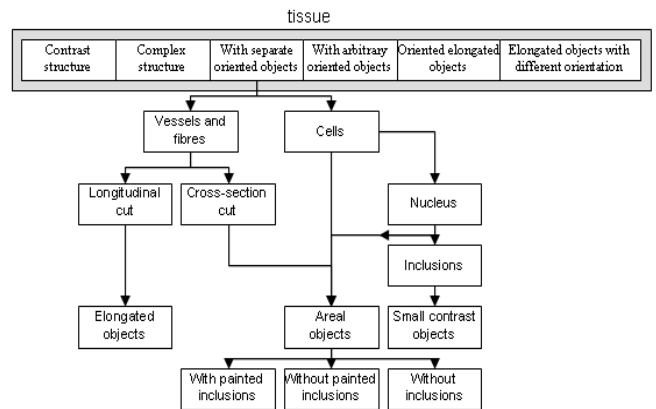 tissue
Contrast
structure
Complex
structure
With separate
oriented objects
With arbitrary
oriented objects
Oriented elongated
objects
Elongated objects with
different orientation
Vessels and
fibres
Cells
Longitudinal
cut
Cross-section
cut
Nucleus
Inclusions
Elongated
objects
Areal
objects
Small contrast
objects
With painted
inclusions
Without painted
inclusions
Without
inclusions